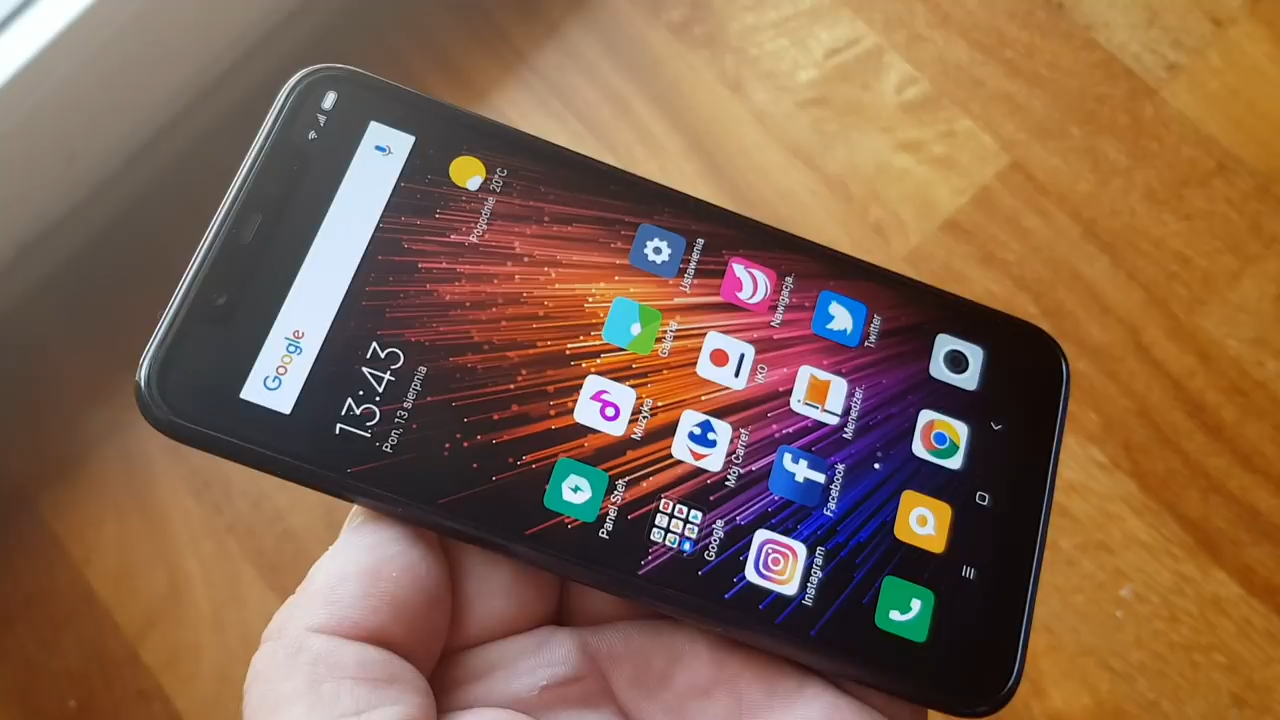 Google
13:43
Pon, 13 sierpnia
Pogodnie 20°C
Panel Ster..
Muzyka
Galeria
Ustawienia
Google
Mój Carref..
IKO
Nawigacja..
Instagram
Facebook
Menedżer..
Twitter